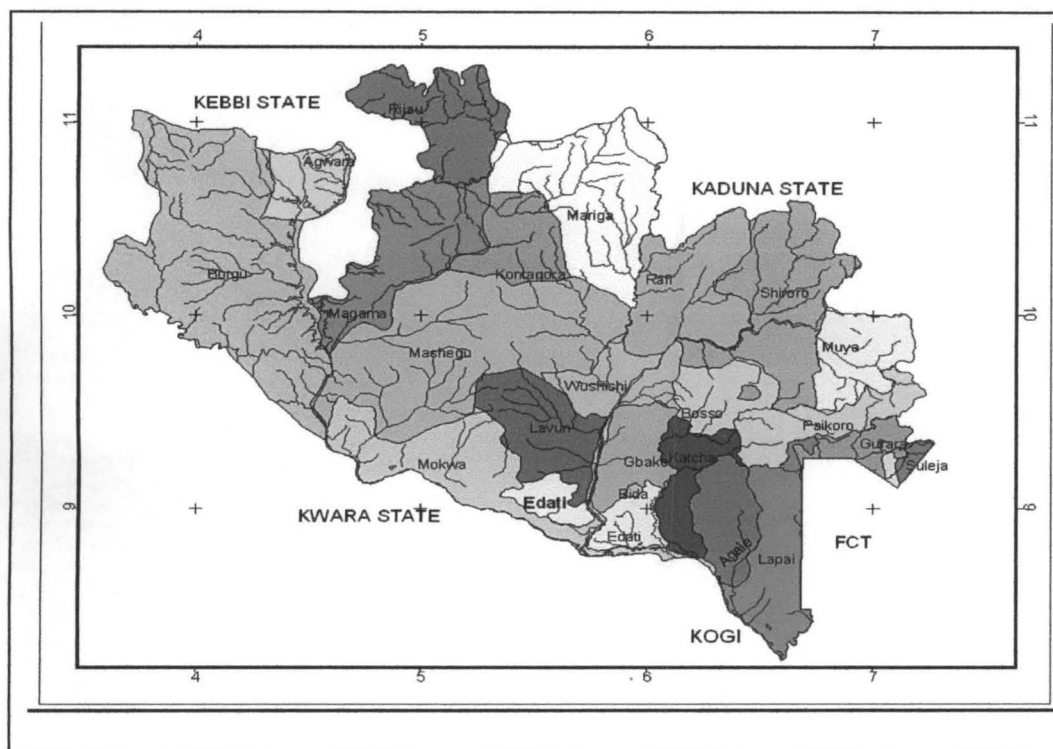 4 5 6 7
KEBBI STATE
Rijau
11 11
Agwara
KADUNA STATE
Mariga
Borgu
Kontagora
Rafi
Shiroro
10 10
Magama
Muya
Mashegu
Wushishi
Bosso
Lavun
Paikoro
Gurara
Mokwa
Gbako
Katcha
Suleja
Edati
Bida
9 9
KWARA STATE
Edati
FCT
Agaie
Lapai
KOGI
4 5 6 7